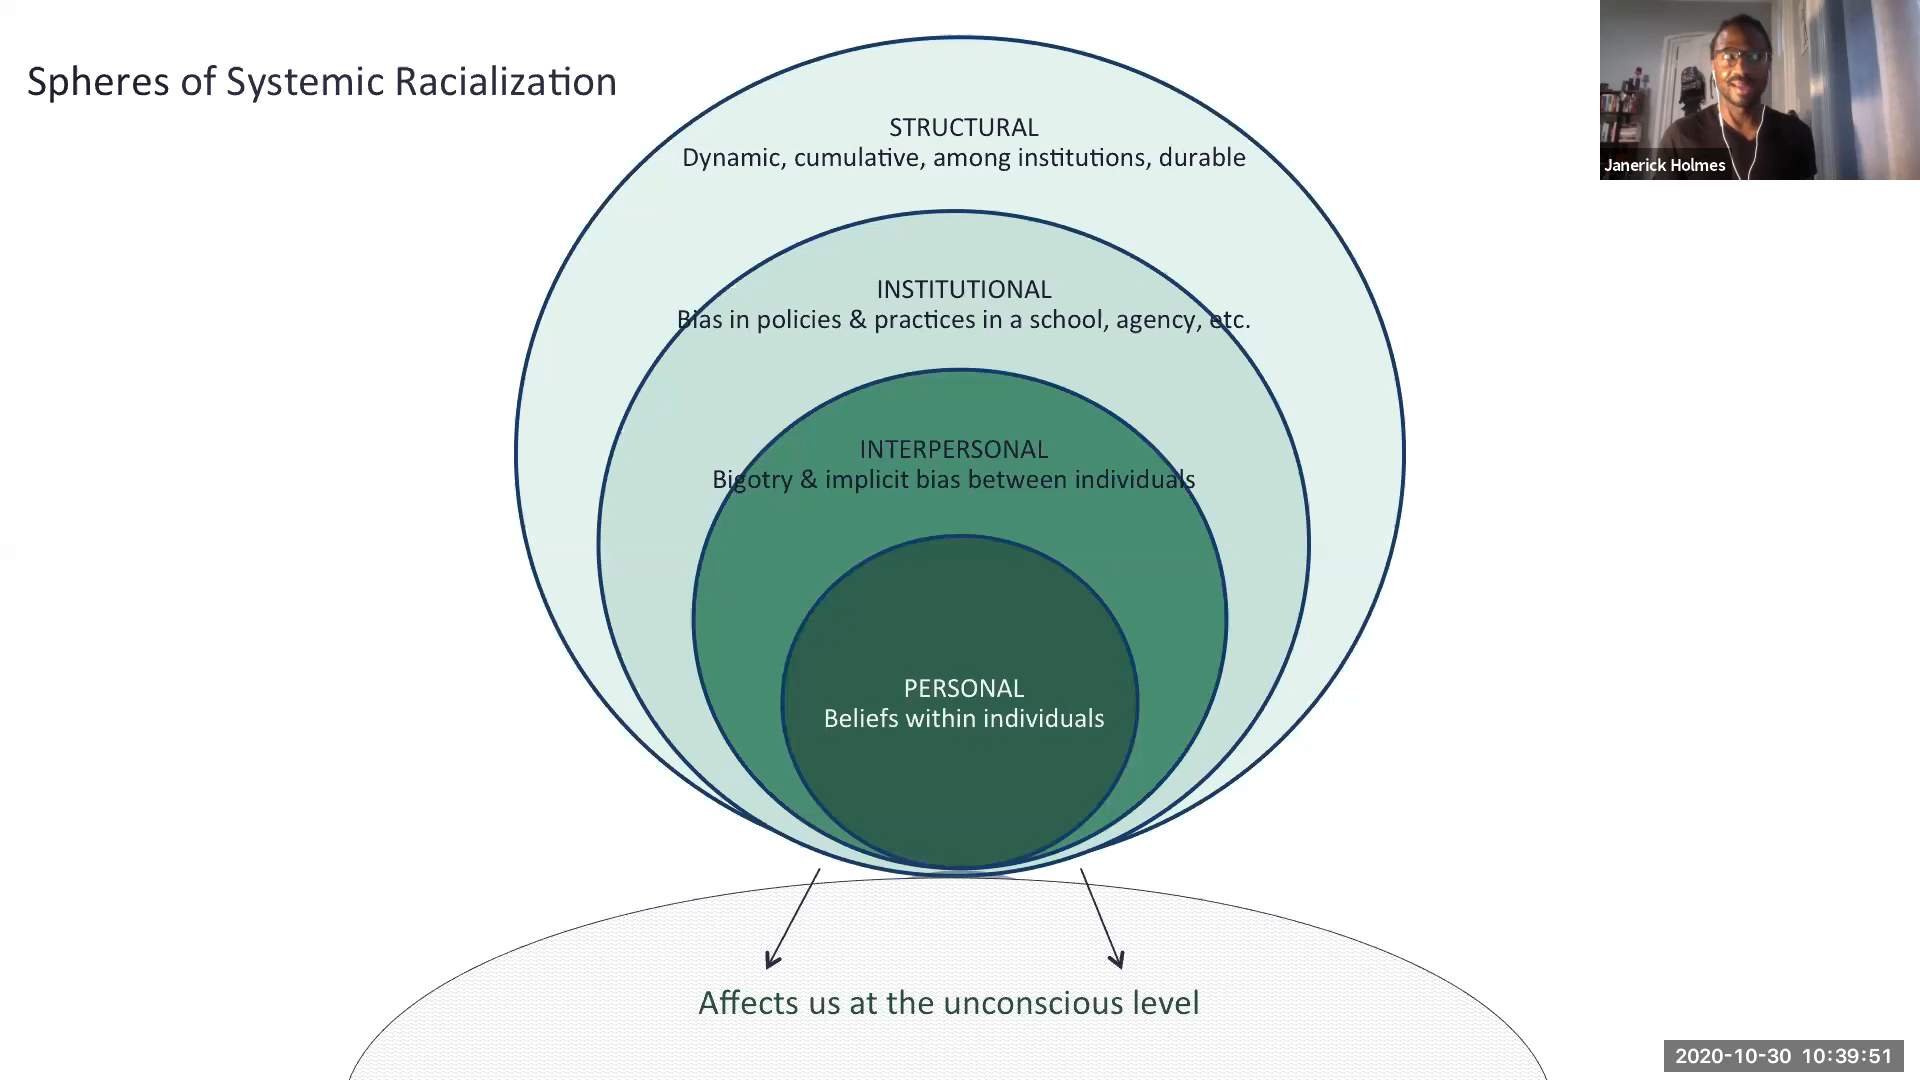 Spheres of Systemic Racialization
STRUCTURAL
Dynamic, cumulative, among institutions, durable
INSTITUTIONAL
Bias in policies & practices in a school, agency, etc.
INTERPERSONAL
Bigotry & implicit bias between individuals
PERSONAL
Beliefs within individuals
Affects us at the unconscious level
Janerick Holmes
2020-10-30 10:39:51